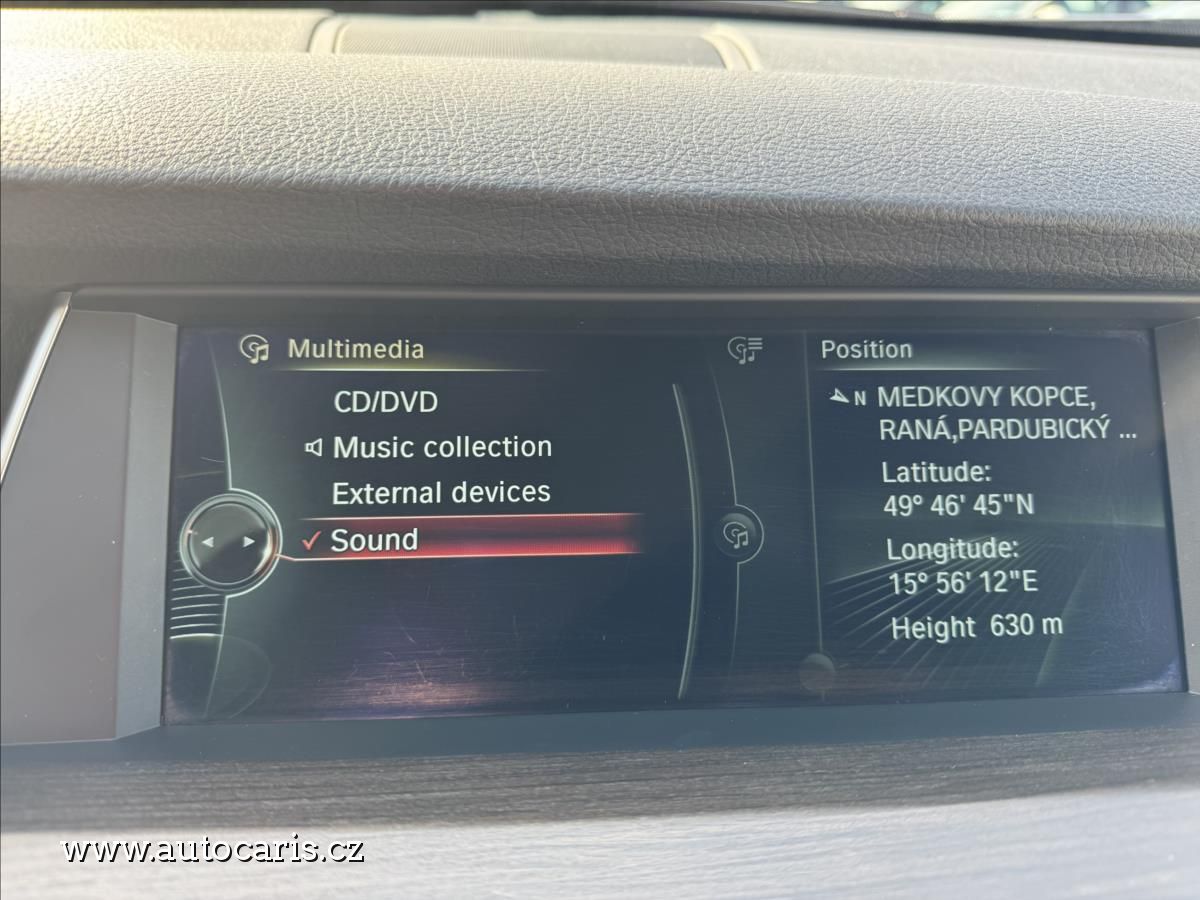 Multimedia
CD/DVD
Music collection
External devices
Sound
Position
N MEDKOVY KOPCE,
RANÁ,PARDUBICKÝ ...
Latitude:
49° 46' 45"N
Longitude:
15° 56' 12"E
Height 630 m
www.autocaris.cz